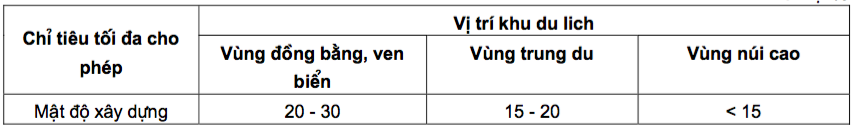 Vị trí khu du lich
Chỉ tiêu tối đa cho
phép
Vùng đồng bằng, ven
biển
Vùng trung du
Vùng núi cao
Mật độ xây dựng
20 - 30
15 - 20
< 15